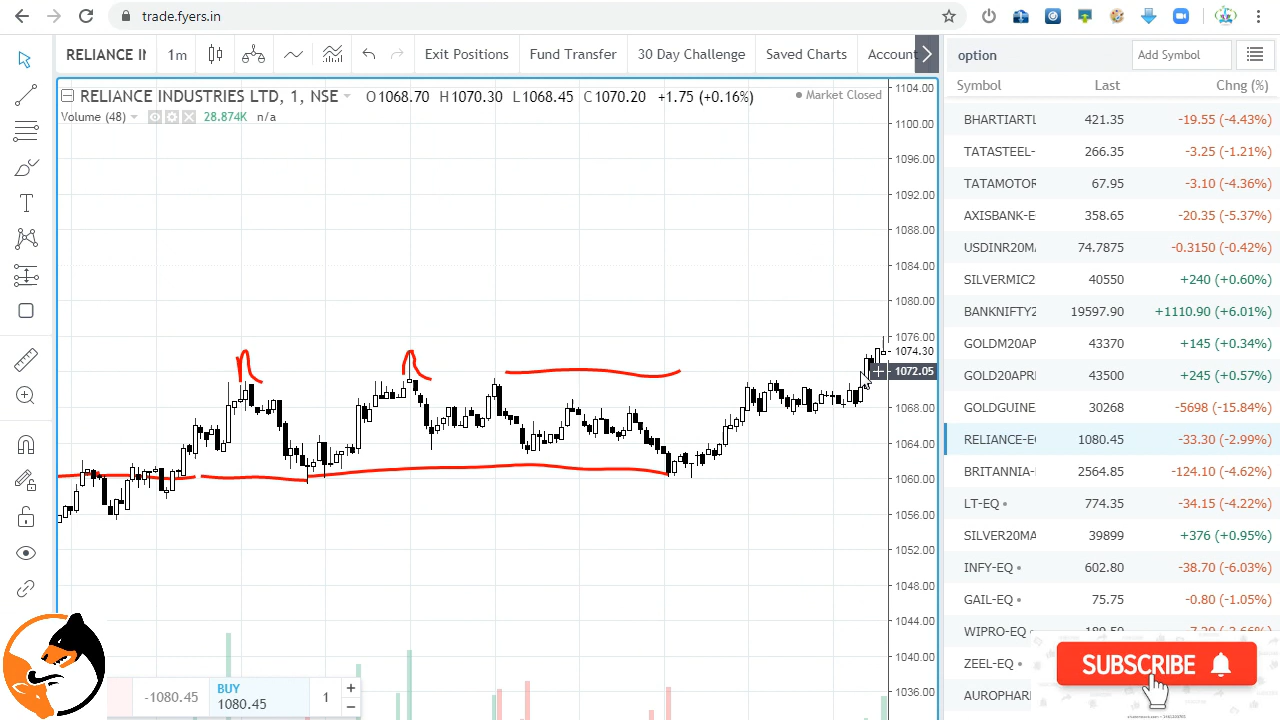 trade.fyers.in
RELIANCE II
1m
Exit Positions
Fund Transfer
30 Day Challenge
Saved Charts
Account
option
Add Symbol
Symbol Last Chng (%)
RELIANCE INDUSTRIES LTD, 1, NSE O1068.70 H1070.30 L1068.45 C1070.20 +1.75 (+0.16%)
Market Closed
Volume (48) 28.874K n/a
1104.00
1100.00
1096.00
1092.00
1088.00
1084.00
1080.00
1076.00
1074.30
1072.05
1068.00
1064.00
1060.00
1056.00
1052.00
1048.00
1044.00
1040.00
1036.00
BHARTIARTL 421.35 -19.55 (-4.43%)
TATASTEEL- 266.35 -3.25 (-1.21%)
TATAMOTOR 67.95 -3.10 (-4.36%)
AXISBANK-E 358.65 -20.35 (-5.37%)
USDINR20M 74.7875 -0.3150 (-0.42%)
SILVERMIC2 40550 +240 (+0.60%)
BANKNIFTY2 19597.90 +1110.90 (+6.01%)
GOLDM20AP 43370 +145 (+0.34%)
GOLD20APR 43500 +245 (+0.57%)
GOLDGUINE 30268 -5698 (-15.84%)
RELIANCE-E 1080.45 -33.30 (-2.99%)
BRITANNIA- 2564.85 -124.10 (-4.62%)
LT-EQ 774.35 -34.15 (-4.22%)
SILVER20MA 39899 +376 (+0.95%)
INFY-EQ 602.80 -38.70 (-6.03%)
GAIL-EQ 75.75 -0.80 (-1.05%)
WIPRO-EQ
ZEEL-EQ
AUROPHAR
-1080.45
BUY
1080.45
1
SUBSCRIBE